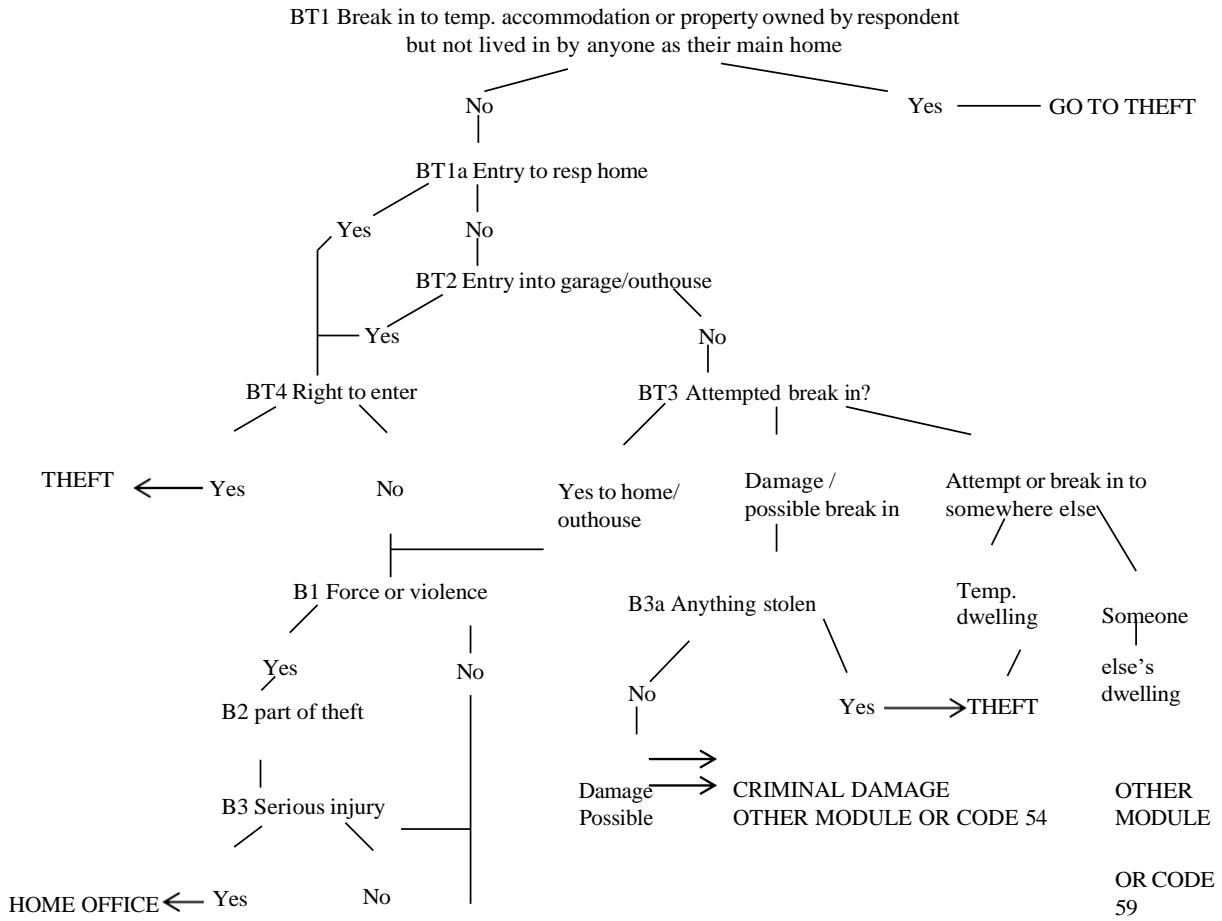 BT1 Break in to temp. accommodation or property owned by respondent
but not lived in by anyone as their main home
No
Yes
GO TO THEFT
BT1a Entry to resp home
Yes
No
BT2 Entry into garage/outhouse
Yes
No
BT4 Right to enter
BT3 Attempted break in?
THEFT
Yes
No
Yes to home/
outhouse
Damage /
possible break in
Attempt or break in to
somewhere else
B1 Force or violence
B3a Anything stolen
Temp.
dwelling
Someone
else's
dwelling
Yes
No
No
B2 part of theft
Yes
THEFT
B3 Serious injury
Damage
Possible
CRIMINAL DAMAGE
OTHER MODULE OR CODE 54
OTHER
MODULE
OR CODE
59
HOME OFFICE
Yes
No